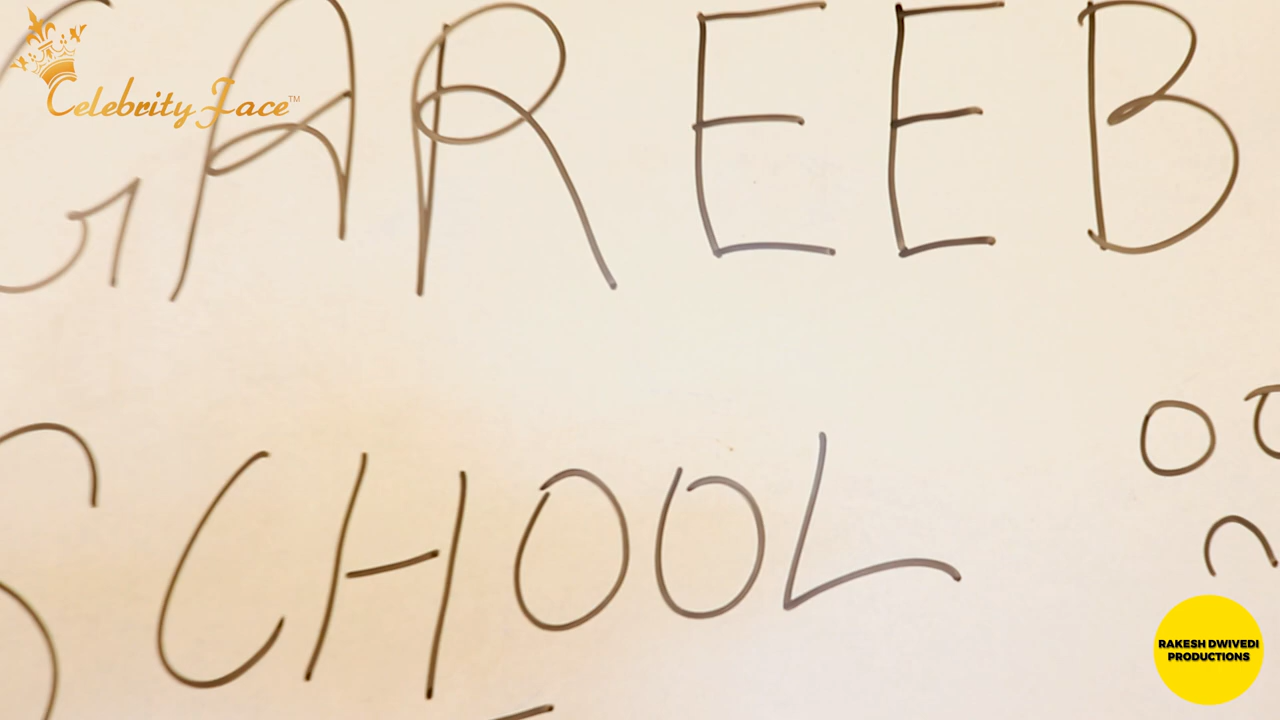 Celebrity Face™
GAREEB
SCHOOL
RAKESH DWIVEDI
PRODUCTIONS